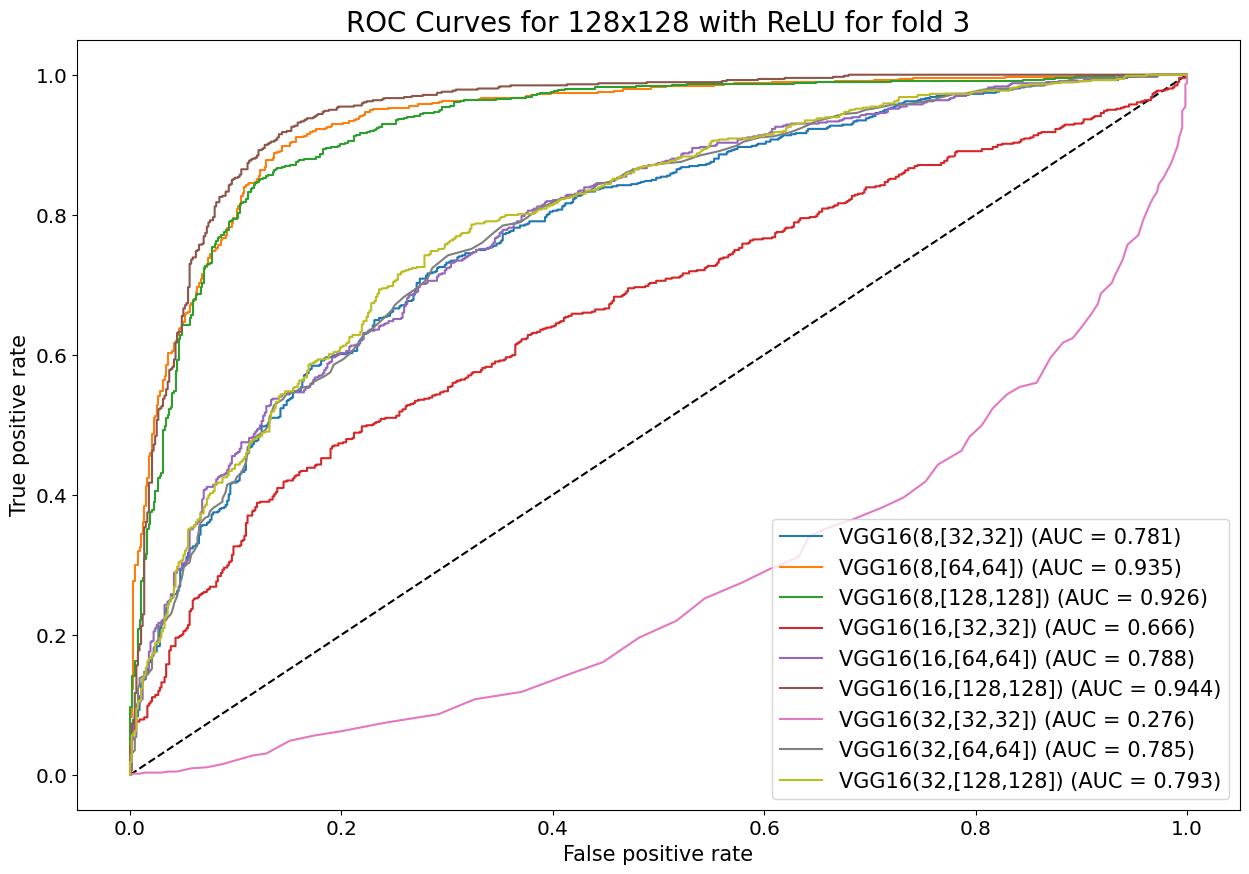 ROC Curves for 128x128 with ReLU for fold 3
True positive rate
1.0
0.8
0.6
0.4
0.2
0.0
VGG16(8,[32,32]) (AUC = 0.781)
VGG16(8,[64,64]) (AUC = 0.935)
VGG16(8,[128,128]) (AUC = 0.926)
VGG16(16,[32,32]) (AUC = 0.666)
VGG16(16,[64,64]) (AUC = 0.788)
VGG16(16,[128,128]) (AUC = 0.944)
VGG16(32,[32,32]) (AUC = 0.276)
VGG16(32,[64,64]) (AUC = 0.785)
VGG16(32,[128,128]) (AUC = 0.793)
0.0 0.2 0.4 0.6 0.8 1.0
False positive rate